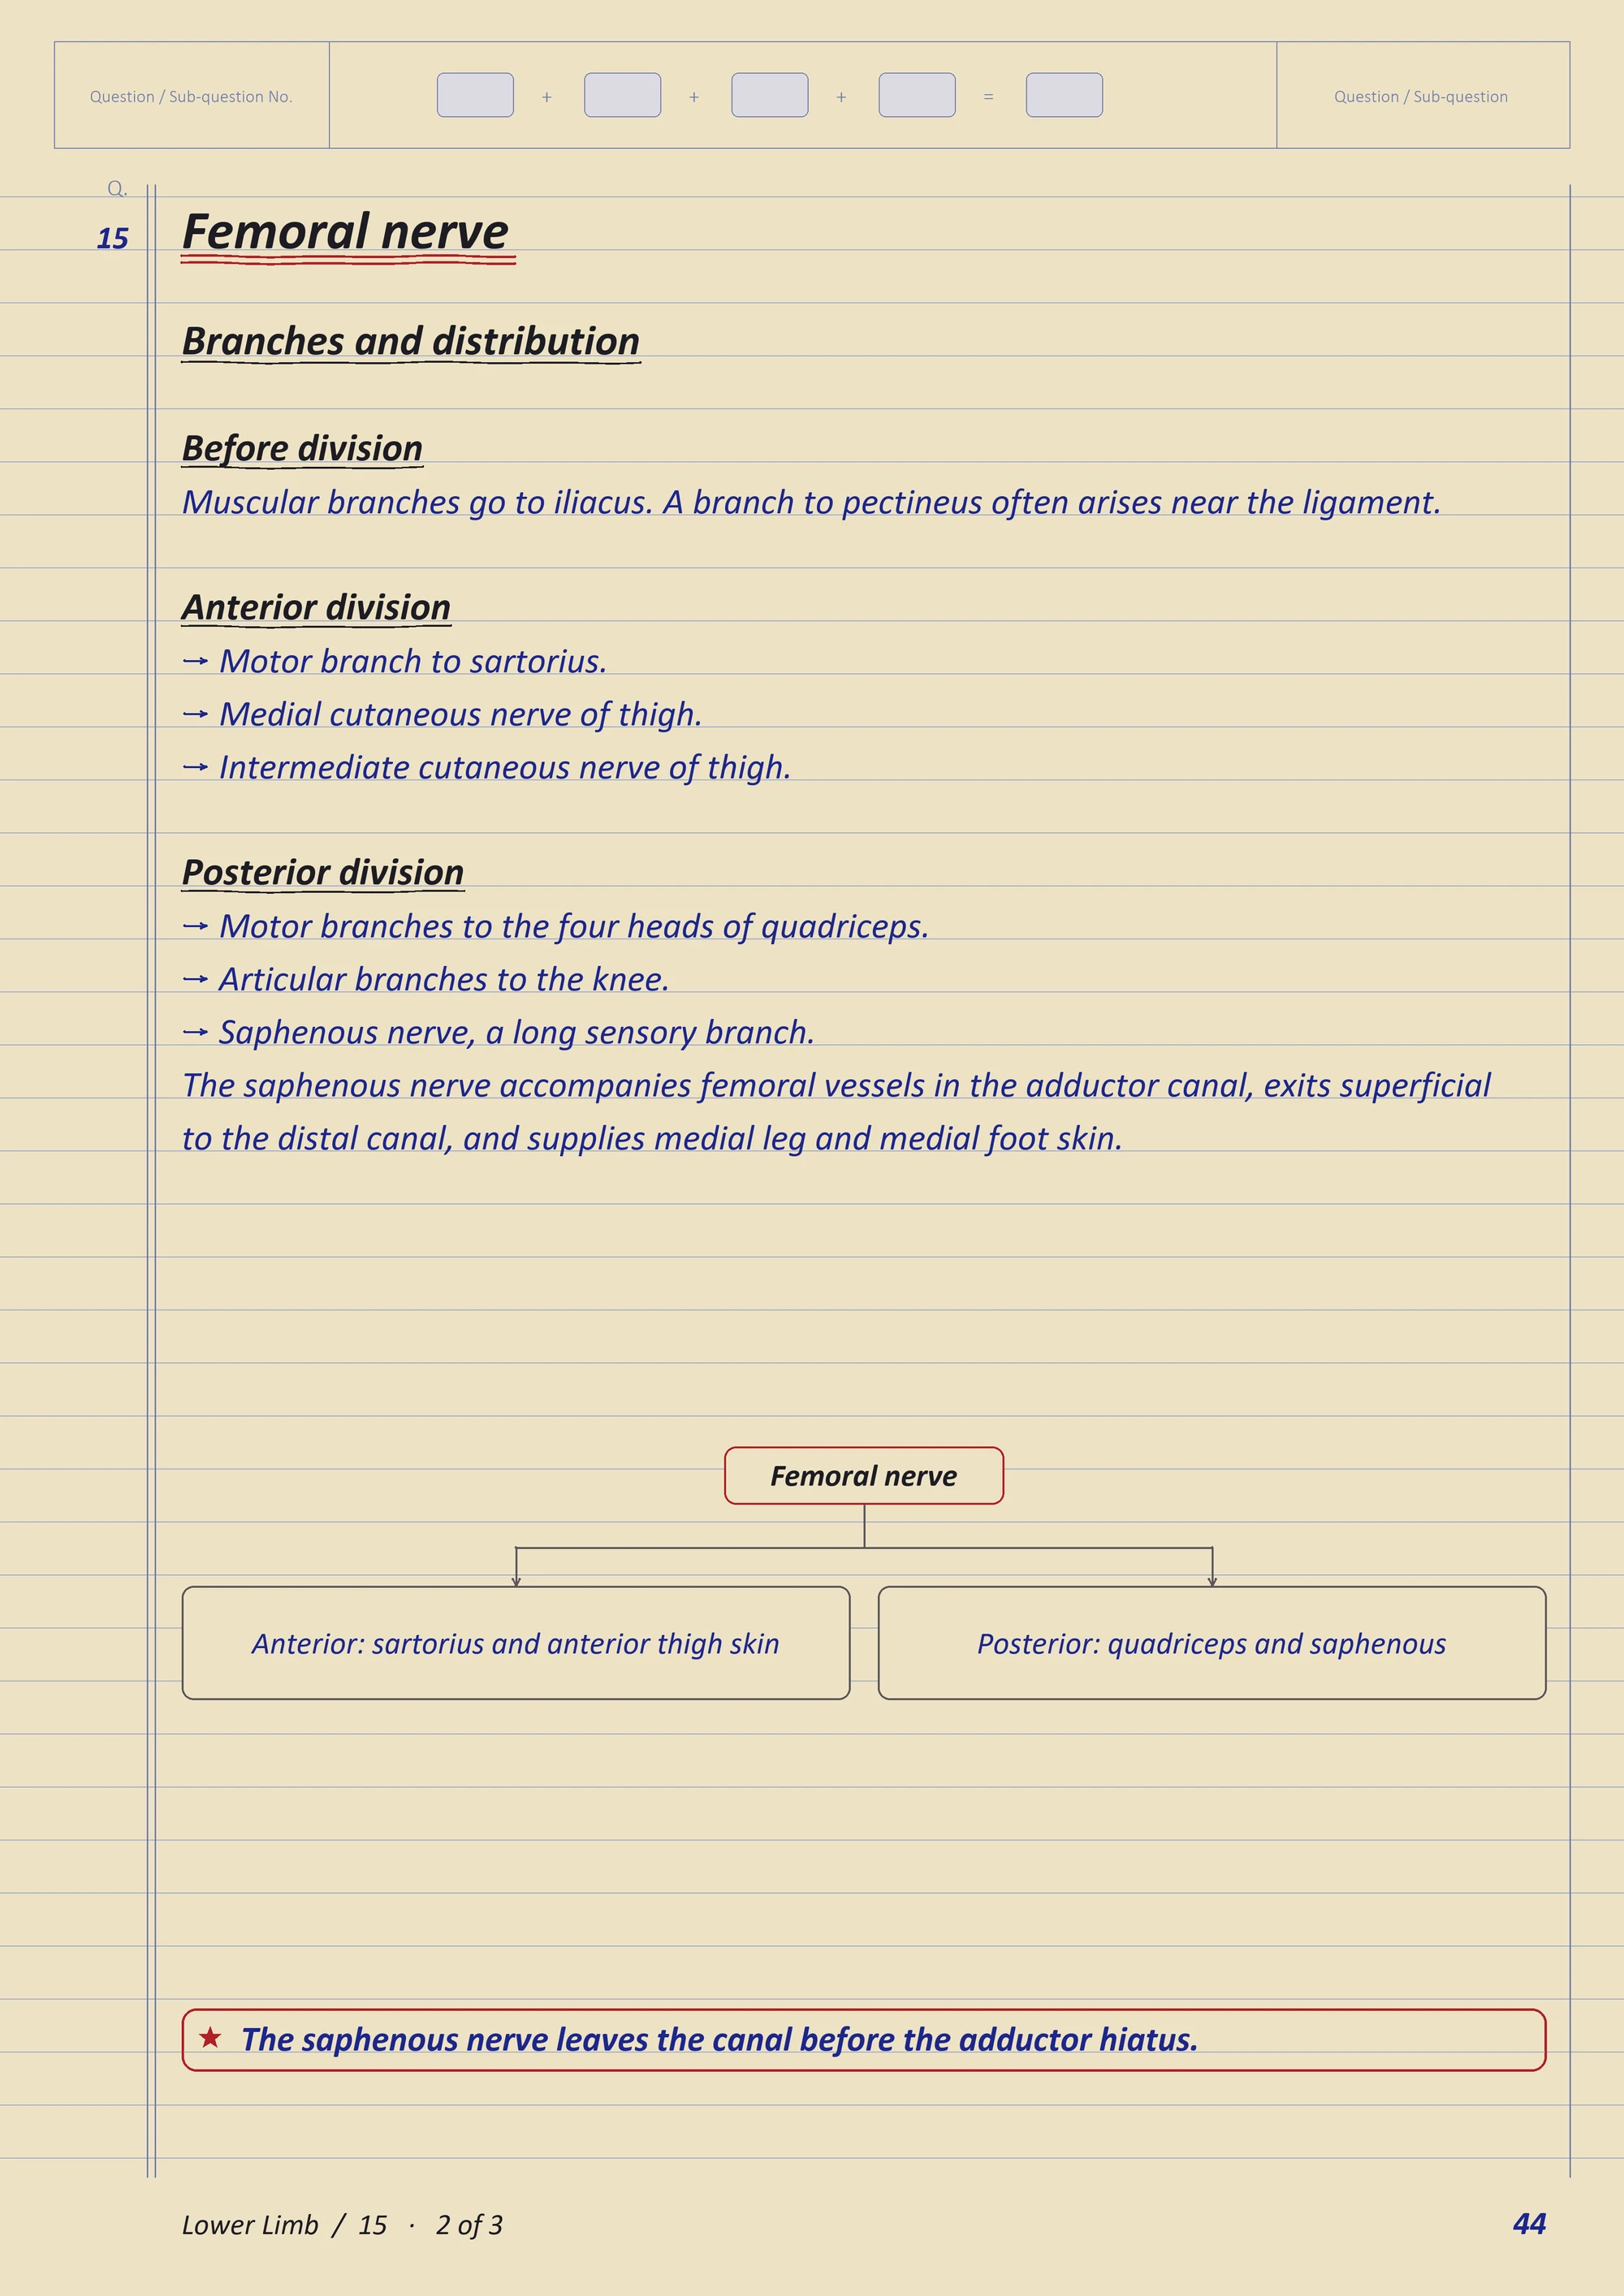 Question / Sub-question No.
+ + + =
Question / Sub-question
Q.
15
Femoral nerve
Branches and distribution
Before division
Muscular branches go to iliacus. A branch to pectineus often arises near the ligament.
Anterior division
→ Motor branch to sartorius.
→ Medial cutaneous nerve of thigh.
→ Intermediate cutaneous nerve of thigh.
Posterior division
→ Motor branches to the four heads of quadriceps.
→ Articular branches to the knee.
→ Saphenous nerve, a long sensory branch.
The saphenous nerve accompanies femoral vessels in the adductor canal, exits superficial
to the distal canal, and supplies medial leg and medial foot skin.
Femoral nerve
Anterior: sartorius and anterior thigh skin
Posterior: quadriceps and saphenous
★ The saphenous nerve leaves the canal before the adductor hiatus.
Lower Limb / 15 · 2 of 3
44